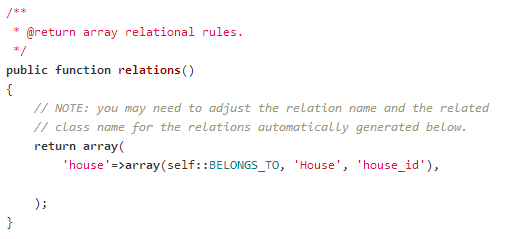 /**
 * @return array relational rules.
 */
public function relations()
{
    // NOTE: you may need to adjust the relation name and the related
    // class name for the relations automatically generated below.
    return array(
        'house'=>array(self::BELONGS_TO, 'House', 'house_id'),
    );
}